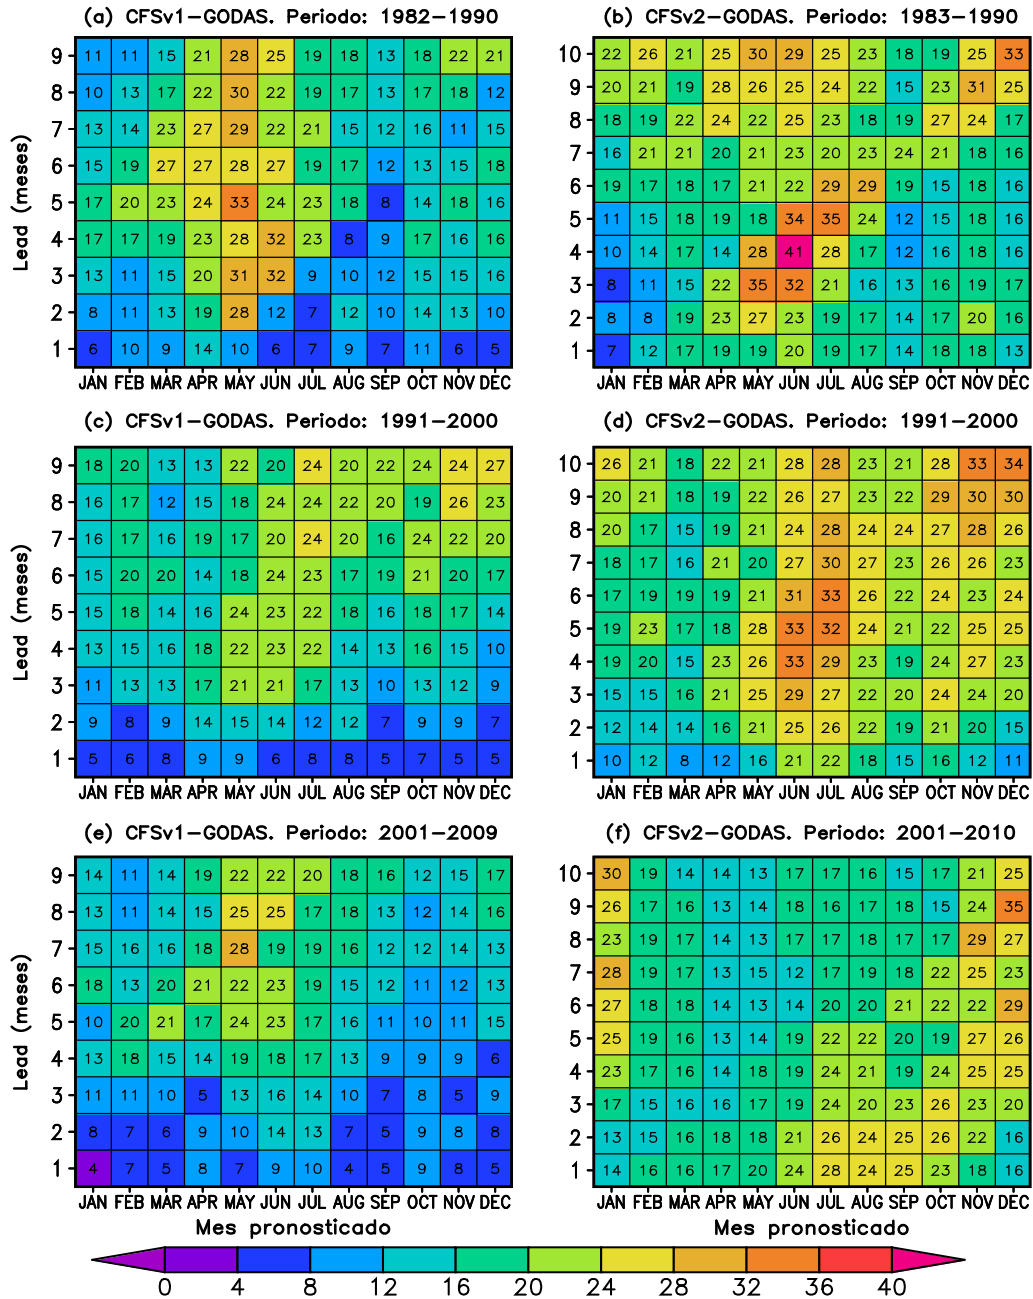 (a) CFSv1-GODAS. Periodo: 1982-1990
9 11 11 15 21 28 25 19 18 13 18 22 21
8 10 13 17 22 30 22 19 17 13 17 18 12
7 13 14 23 27 29 22 21 15 12 16 11 15
6 15 19 27 27 28 27 19 17 12 13 15 18
5 17 20 23 24 33 24 23 18 8 14 18 16
4 17 17 19 23 28 32 23 8 9 17 16 16
3 13 11 15 20 31 32 9 10 12 15 15 16
2 8 11 13 19 28 12 7 12 10 14 13 10
1 6 10 9 14 10 6 7 9 7 11 6 5
JAN FEB MAR APR MAY JUN JUL AUG SEP OCT NOV DEC
Lead (meses)
(b) CFSv2-GODAS. Periodo: 1983-1990
10 22 26 21 25 30 29 25 23 18 19 25 33
9 20 21 19 28 26 25 24 22 15 23 31 25
8 18 19 22 24 22 25 23 18 19 27 24 17
7 16 21 21 20 21 23 20 23 24 21 18 16
6 19 17 18 17 21 22 29 29 19 15 18 16
5 11 15 18 19 18 34 35 24 12 15 18 16
4 10 14 17 14 28 41 28 17 12 16 18 16
3 8 11 15 22 35 32 21 16 13 16 19 17
2 8 8 19 23 27 23 19 17 14 17 20 16
1 7 12 17 19 19 20 19 17 14 18 18 13
JAN FEB MAR APR MAY JUN JUL AUG SEP OCT NOV DEC
(c) CFSv1-GODAS. Periodo: 1991-2000
9 18 20 13 13 22 20 24 20 22 24 24 27
8 16 17 12 15 18 24 24 22 20 19 26 23
7 16 17 16 19 17 20 24 20 16 24 22 20
6 15 20 20 14 18 24 23 17 19 21 20 17
5 15 18 14 16 24 23 22 18 16 18 17 14
4 13 15 16 18 22 23 22 14 13 16 15 10
3 11 13 13 17 21 21 17 13 10 13 12 9
2 9 8 9 14 15 14 12 12 7 9 9 7
1 5 6 8 9 9 6 8 8 5 7 5 5
JAN FEB MAR APR MAY JUN JUL AUG SEP OCT NOV DEC
Lead (meses)
(d) CFSv2-GODAS. Periodo: 1991-2000
10 26 21 18 22 21 28 28 23 21 28 33 34
9 20 21 18 19 22 26 27 23 22 29 30 30
8 20 17 15 19 21 24 28 24 24 27 28 26
7 18 17 16 21 20 27 30 27 23 26 26 23
6 17 19 19 19 21 31 33 26 22 24 23 24
5 19 23 17 18 28 33 32 24 21 22 25 25
4 19 20 15 23 26 33 29 23 19 24 27 23
3 15 15 16 21 25 29 27 22 20 24 24 20
2 12 14 14 16 21 25 26 22 19 21 20 15
1 10 12 8 12 16 21 22 18 15 16 12 11
JAN FEB MAR APR MAY JUN JUL AUG SEP OCT NOV DEC
(e) CFSv1-GODAS. Periodo: 2001-2009
9 14 11 14 19 22 22 20 18 16 12 15 17
8 13 11 14 15 25 25 17 18 13 12 14 16
7 15 16 16 18 28 19 19 16 12 12 14 13
6 18 13 20 21 22 23 19 15 12 11 12 13
5 10 20 21 17 24 23 17 16 11 10 11 15
4 13 18 15 14 19 18 17 13 9 9 9 6
3 11 11 10 5 13 16 14 10 7 8 5 9
2 8 7 6 9 10 14 13 7 5 9 8 8
1 4 7 5 8 7 9 10 4 5 9 8 5
JAN FEB MAR APR MAY JUN JUL AUG SEP OCT NOV DEC
Lead (meses)
Mes pronosticado
(f) CFSv2-GODAS. Periodo: 2001-2010
10 30 19 14 14 13 17 17 16 15 17 21 25
9 26 17 16 13 14 18 16 17 18 15 24 35
8 23 19 17 14 13 17 17 18 17 17 29 27
7 28 19 17 13 15 12 17 19 18 22 25 23
6 27 18 18 14 13 14 20 20 21 22 22 29
5 25 19 16 14 14 19 22 22 20 19 27 26
4 23 17 16 14 18 19 24 21 19 24 25 25
3 17 15 16 16 17 19 24 20 23 26 23 20
2 13 15 16 18 18 21 26 24 25 26 22 16
1 14 16 16 17 20 24 28 24 25 23 18 16
JAN FEB MAR APR MAY JUN JUL AUG SEP OCT NOV DEC
Mes pronosticado
0 4 8 12 16 20 24 28 32 36 40